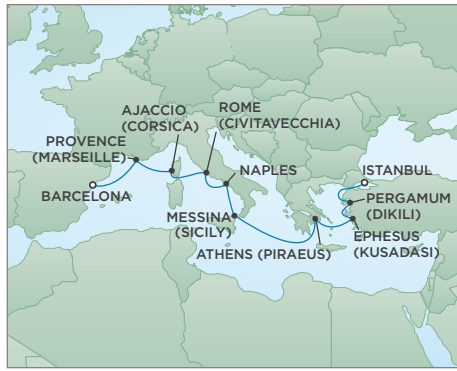 AJACCIO
(CORSICA)
ROME
(CIVITAVECCHIA)
PROVENCE
(MARSEILLE)
BARCELONA
NAPLES
ISTANBUL
PERGAMUM
(DIKILI)
MESSINA
(SICILY)
EPHESUS
(KUSADASI)
ATHENS (PIRAEUS)